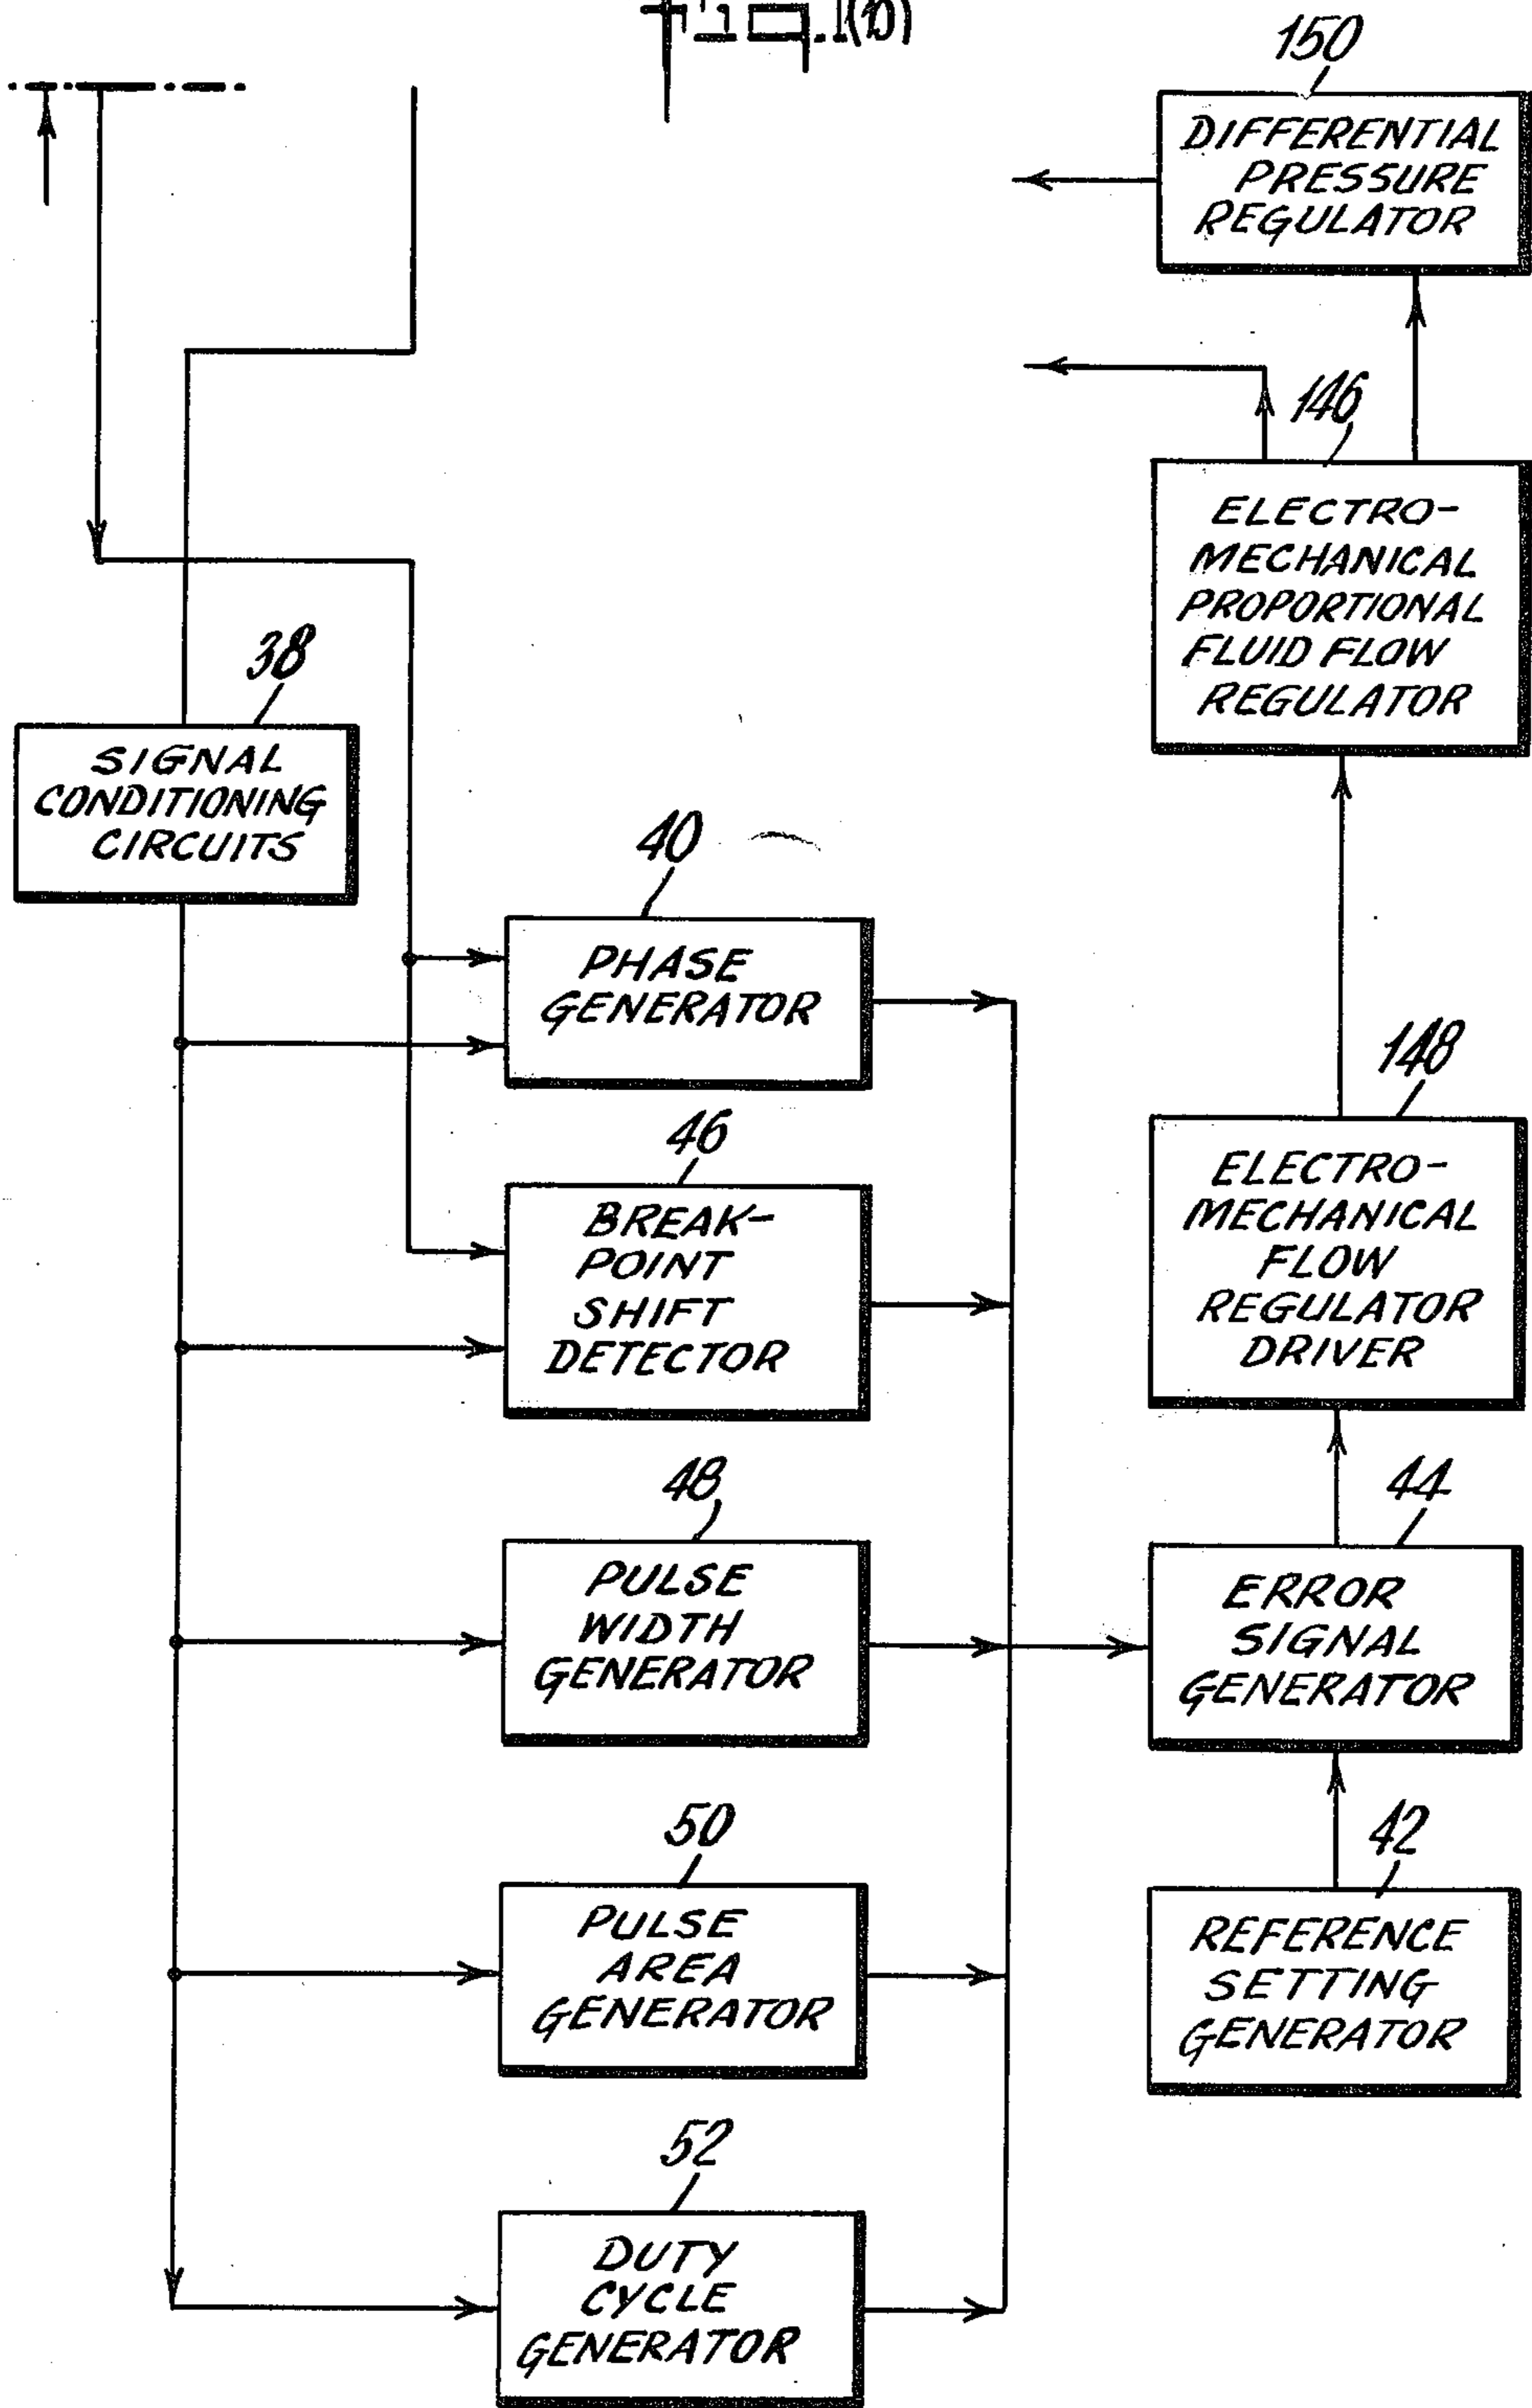 150
DIFFERENTIAL
PRESSURE
REGULATOR
146
ELECTRO-
MECHANICAL
PROPORTIONAL
FLUID FLOW
REGULATOR
38
SIGNAL
CONDITIONING
CIRCUITS
40
PHASE
GENERATOR
148
ELECTRO-
MECHANICAL
FLOW
REGULATOR
DRIVER
46
BREAK-
POINT
SHIFT
DETECTOR
48
PULSE
WIDTH
GENERATOR
44
ERROR
SIGNAL
GENERATOR
50
PULSE
AREA
GENERATOR
42
REFERENCE
SETTING
GENERATOR
52
DUTY
CYCLE
GENERATOR